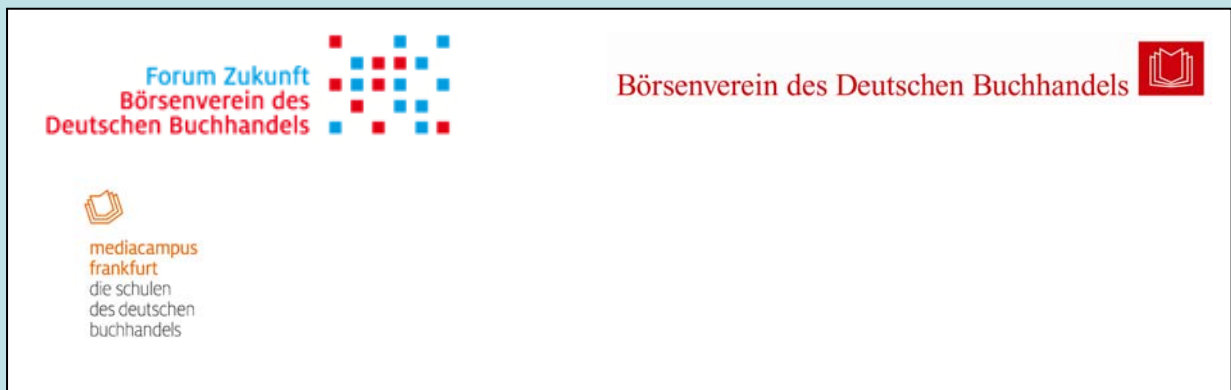 Forum Zukunft
Börsenverein des
Deutschen Buchhandels
Börsenverein des Deutschen Buchhandels
mediacampus
frankfurt
die schulen
des deutschen
buchhandels